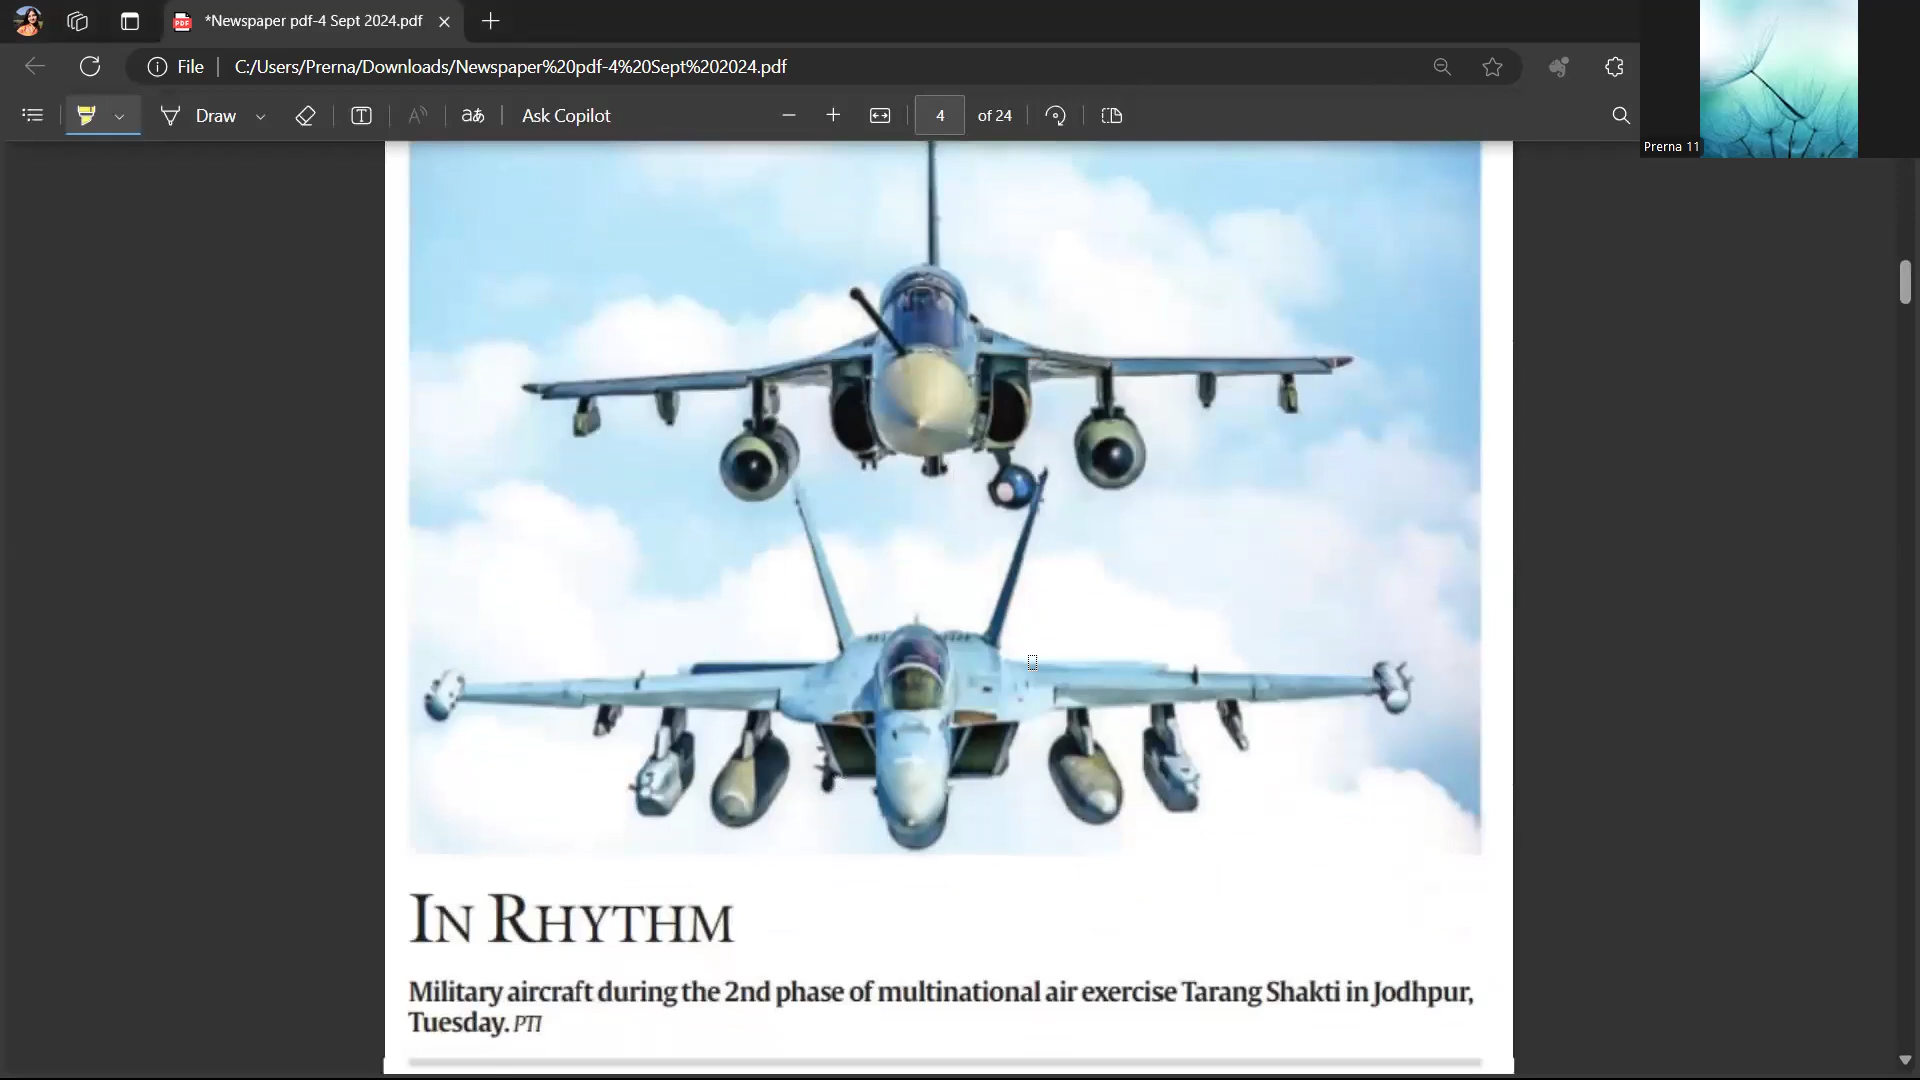 *Newspaper pdf-4 Sept 2024.pdf
File
C:/Users/Prerna/Downloads/Newspaper%20pdf-4%20Sept%202024.pdf
Draw
aあ
Ask Copilot
4 of 24
Prerna 11
IN RHYTHM
Military aircraft during the 2nd phase of multinational air exercise Tarang Shakti in Jodhpur,
Tuesday. PTI